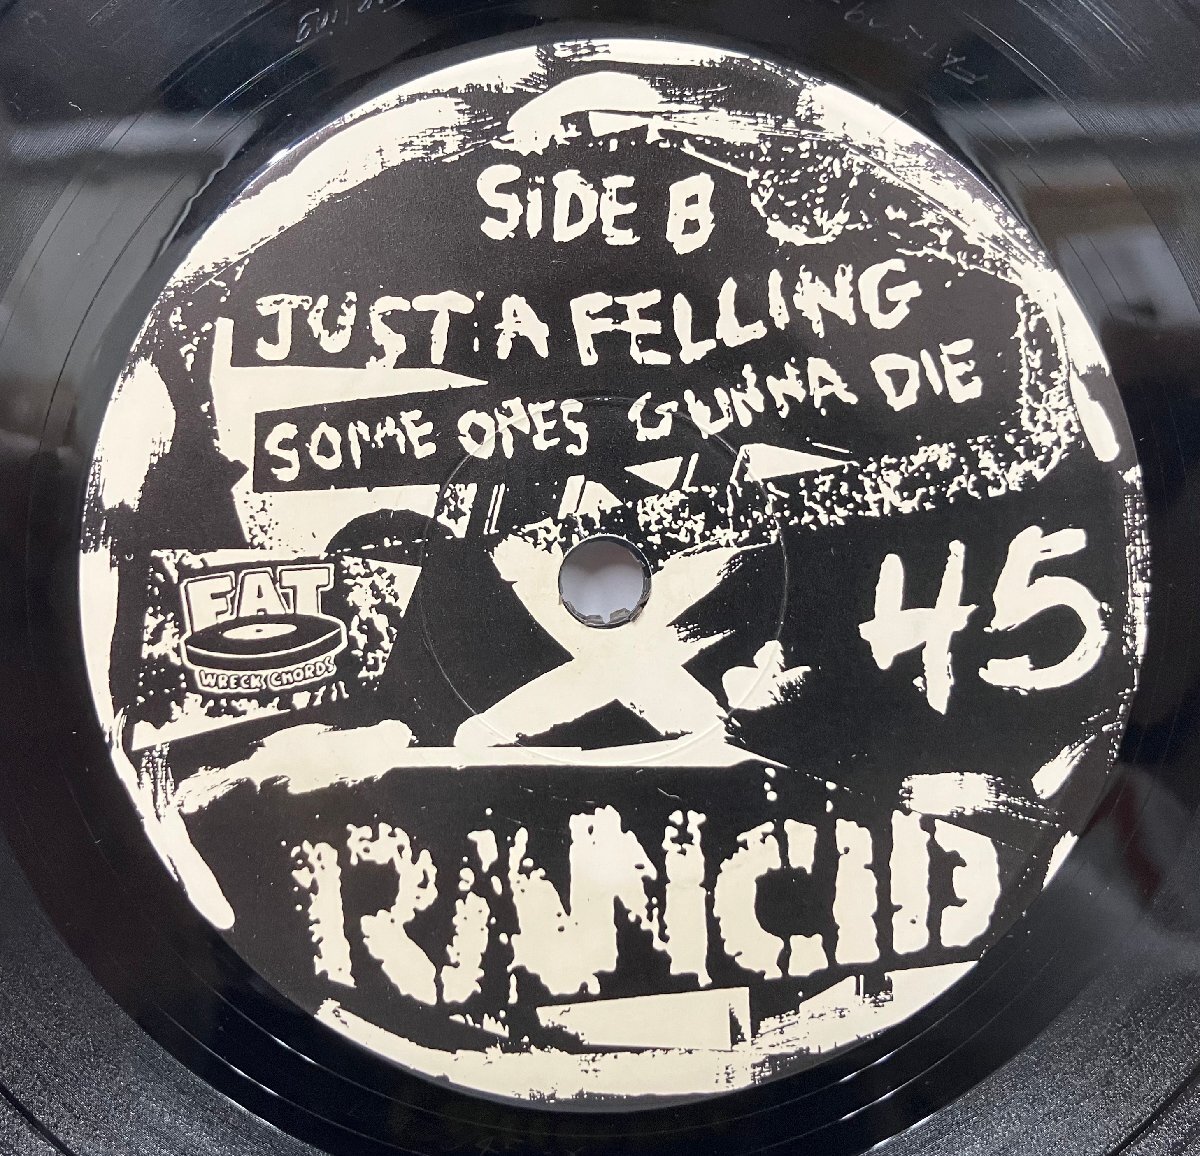 SiDE B
JUST A FELLING
SOME ONES GUNNA DIE
45
FAT
WRECK CHORDS
RANCID